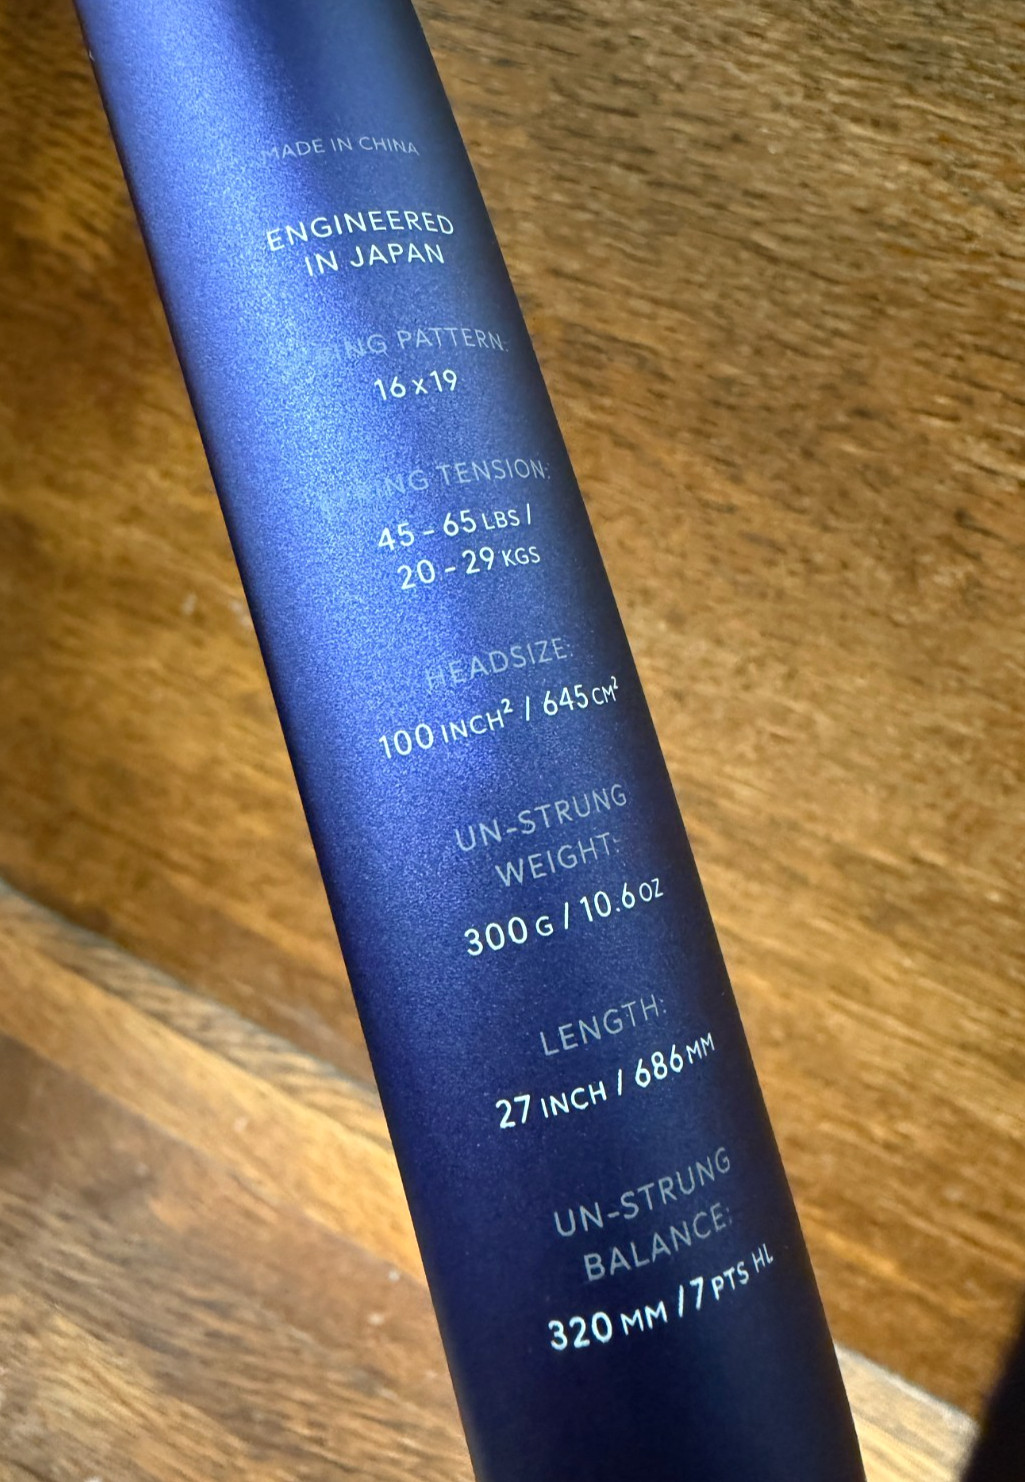 MADE IN CHINA
ENGINEERED
IN JAPAN
PATTERN:
16 x 19
TENSION:
45 - 65 LBS /
20 - 29 KGS
HEADSIZE:
100 INCH² / 645 CM²
UN-STRUNG
WEIGHT:
300 G / 10.6 OZ
LENGTH:
27 INCH / 686 MM
UN-STRUNG
BALANCE:
320 MM / 7 PTS HL